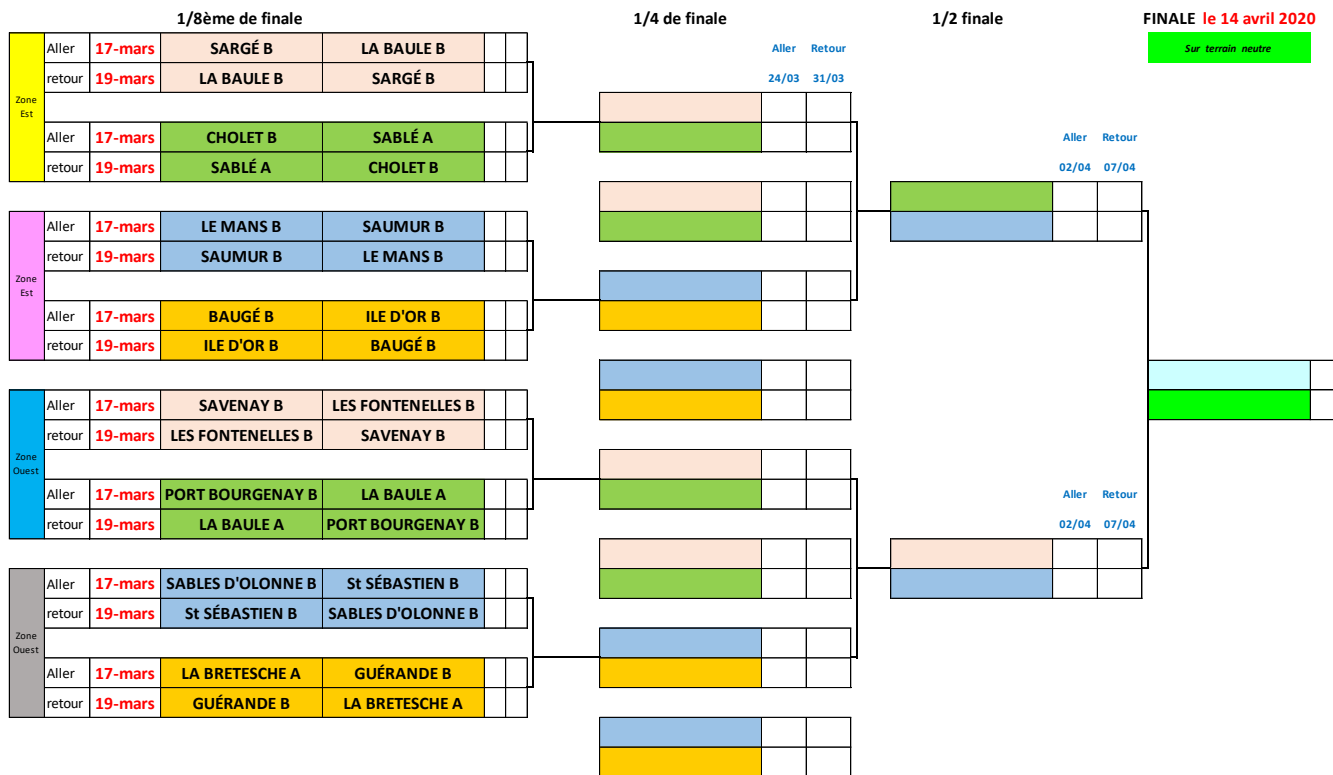 1/8ème de finale 1/4 de finale 1/2 finale FINALE le 14 avril 2020
Aller 17-mars SARGÉ B LA BAULE B Aller Retour Sur terrain neutre
retour 19-mars LA BAULE B SARGÉ B 24/03 31/03
Zone
Est
Aller 17-mars CHOLET B SABLÉ A Aller Retour
retour 19-mars SABLÉ A CHOLET B 02/04 07/04
Aller 17-mars LE MANS B SAUMUR B
retour 19-mars SAUMUR B LE MANS B
Zone
Est
Aller 17-mars BAUGÉ B ILE D'OR B
retour 19-mars ILE D'OR B BAUGÉ B
Aller 17-mars SAVENAY B LES FONTENELLES B
retour 19-mars LES FONTENELLES B SAVENAY B
Zone
Ouest
Aller 17-mars PORT BOURGENAY B LA BAULE A Aller Retour
retour 19-mars LA BAULE A PORT BOURGENAY B 02/04 07/04
Aller 17-mars SABLES D'OLONNE B St SÉBASTIEN B
retour 19-mars St SÉBASTIEN B SABLES D'OLONNE B
Zone
Ouest
Aller 17-mars LA BRETESCHE A GUÉRANDE B
retour 19-mars GUÉRANDE B LA BRETESCHE A